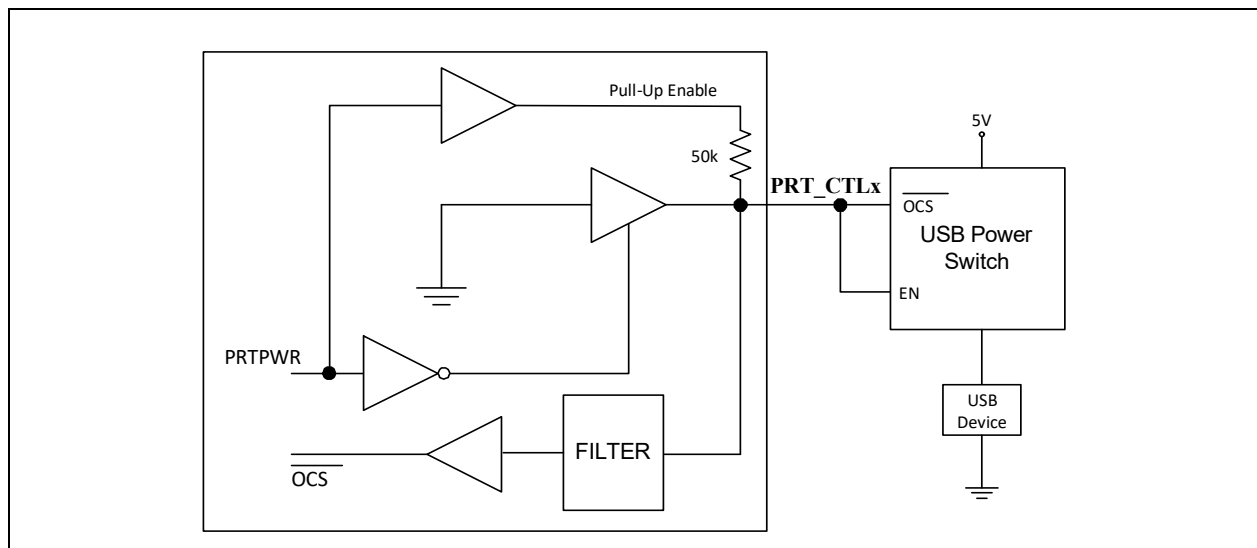 Pull-Up Enable
50k
PRT_CTLx
5V
OCS
USB Power
Switch
EN
PRTPWR
FILTER
OCS
USB
Device